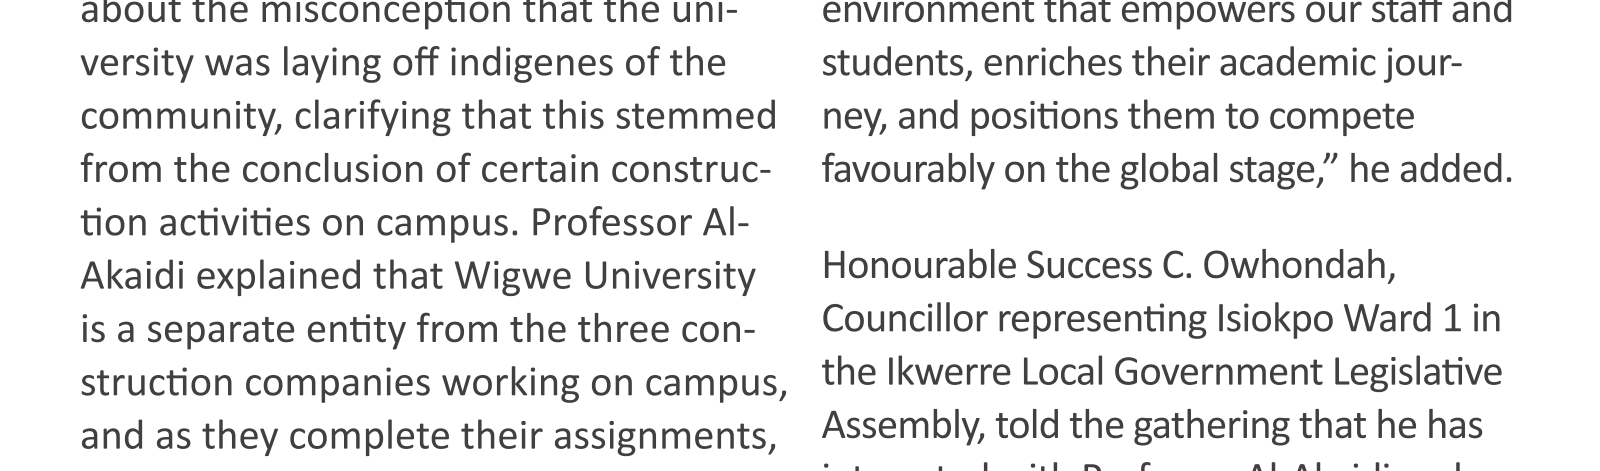 about the misconception that the uni-
versity was laying off indigenes of the
community, clarifying that this stemmed
from the conclusion of certain construc-
tion activities on campus. Professor Al-
Akaidi explained that Wigwe University
is a separate entity from the three con-
struction companies working on campus,
and as they complete their assignments,
environment that empowers our staff and
students, enriches their academic jour-
ney, and positions them to compete
favourably on the global stage,” he added.
Honourable Success C. Owhondah,
Councillor representing Isiokpo Ward 1 in
the Ikwerre Local Government Legislative
Assembly, told the gathering that he has